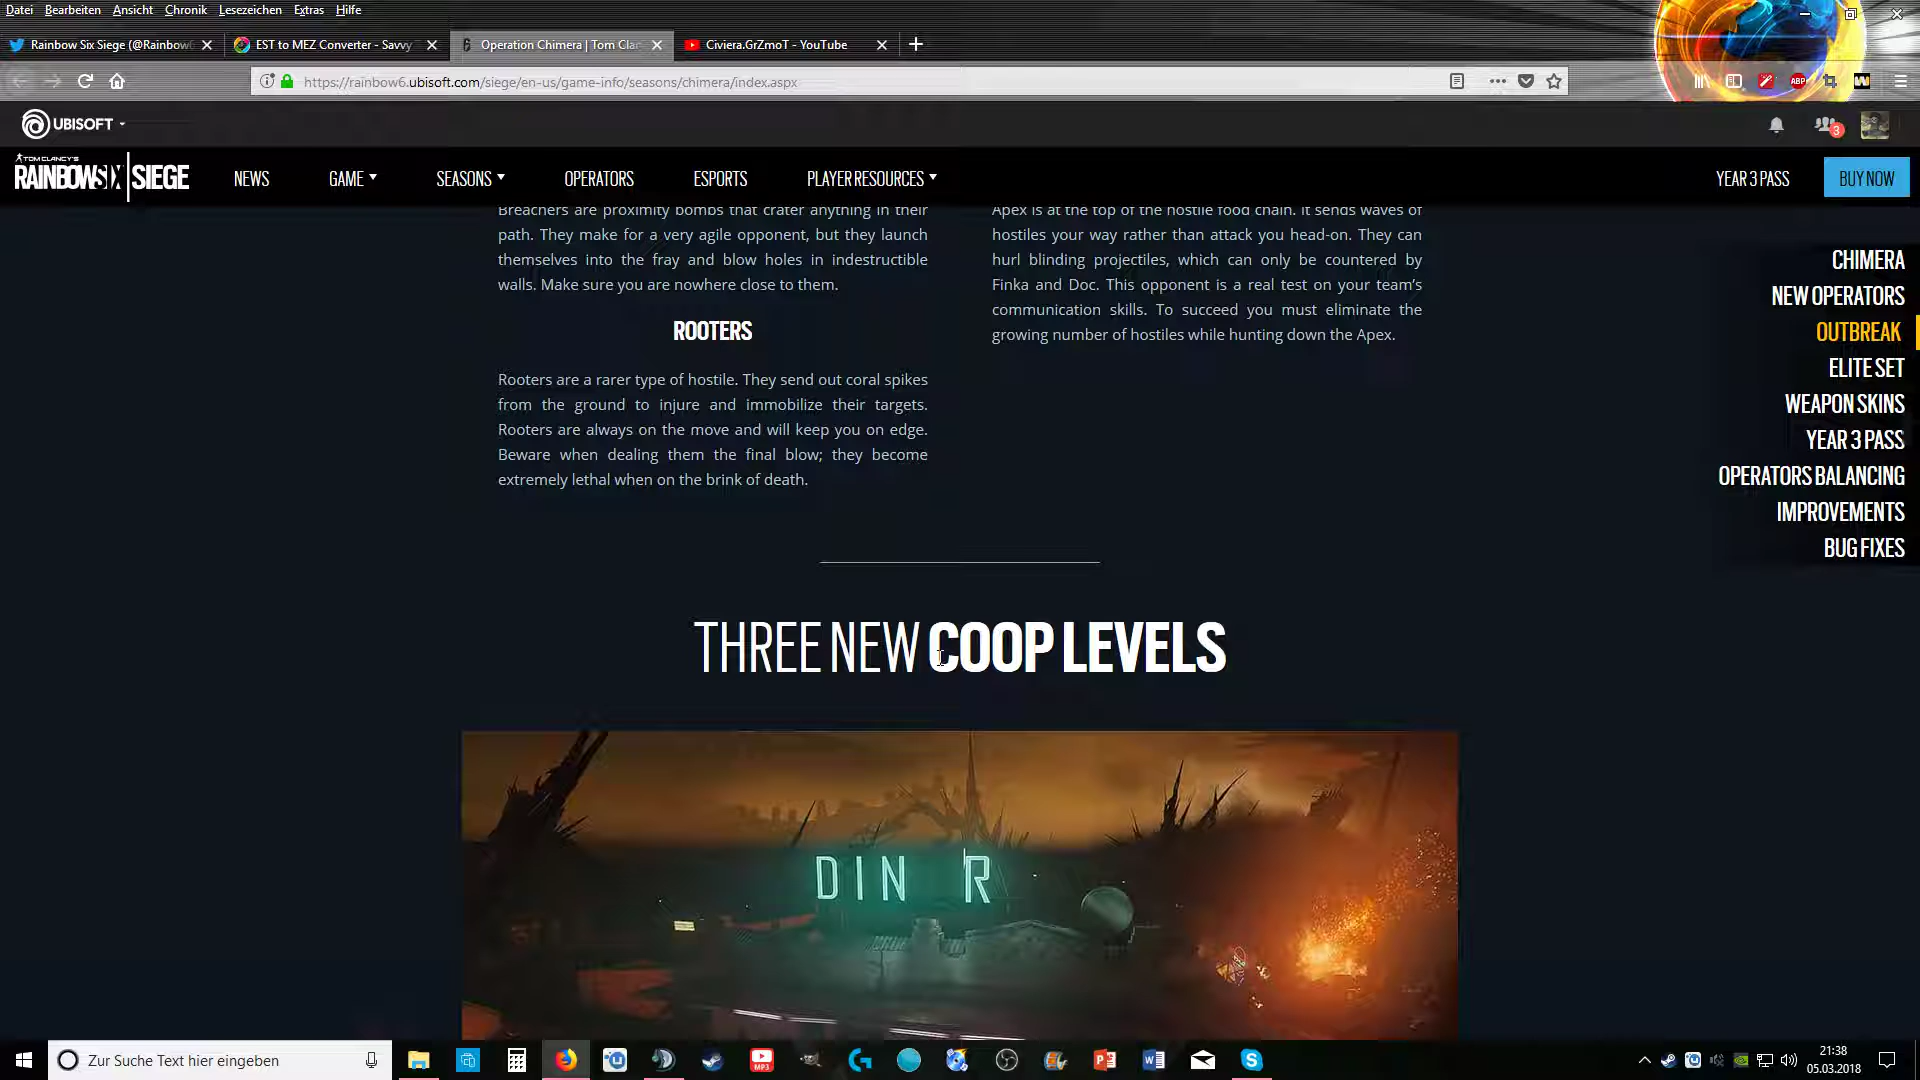 Datei Bearbeiten Ansicht Chronik Lesezeichen Extras Hilfe
Rainbow Six Siege (@Rainbow EST to MEZ Converter - Savvy Operation Chimera | Tom Clan Civiera.GrZmoT - YouTube
https://rainbow6.ubisoft.com/siege/en-us/game-info/seasons/chimera/index.aspx
ABP
UBISOFT
3
TOM CLANCY'S
RAINBOWSIX SIEGE
NEWS GAME SEASONS OPERATORS ESPORTS PLAYER RESOURCES YEAR 3 PASS BUY NOW
Breachers are proximity bombs that crater anything in their
path. They make for a very agile opponent, but they launch
themselves into the fray and blow holes in indestructible
walls. Make sure you are nowhere close to them.
ROOTERS
Rooters are a rarer type of hostile. They send out coral spikes
from the ground to injure and immobilize their targets.
Rooters are always on the move and will keep you on edge.
Beware when dealing them the final blow; they become
extremely lethal when on the brink of death.
Apex is at the top of the hostile food chain. It sends waves of
hostiles your way rather than attack you head-on. They can
hurl blinding projectiles, which can only be countered by
Finka and Doc. This opponent is a real test on your team's
communication skills. To succeed you must eliminate the
growing number of hostiles while hunting down the Apex.
CHIMERA
NEW OPERATORS
OUTBREAK
ELITE SET
WEAPON SKINS
YEAR 3 PASS
OPERATORS BALANCING
IMPROVEMENTS
BUG FIXES
THREE NEW COOP LEVELS
DIN R
Zur Suche Text hier eingeben
MP3
21:38
05.03.2018